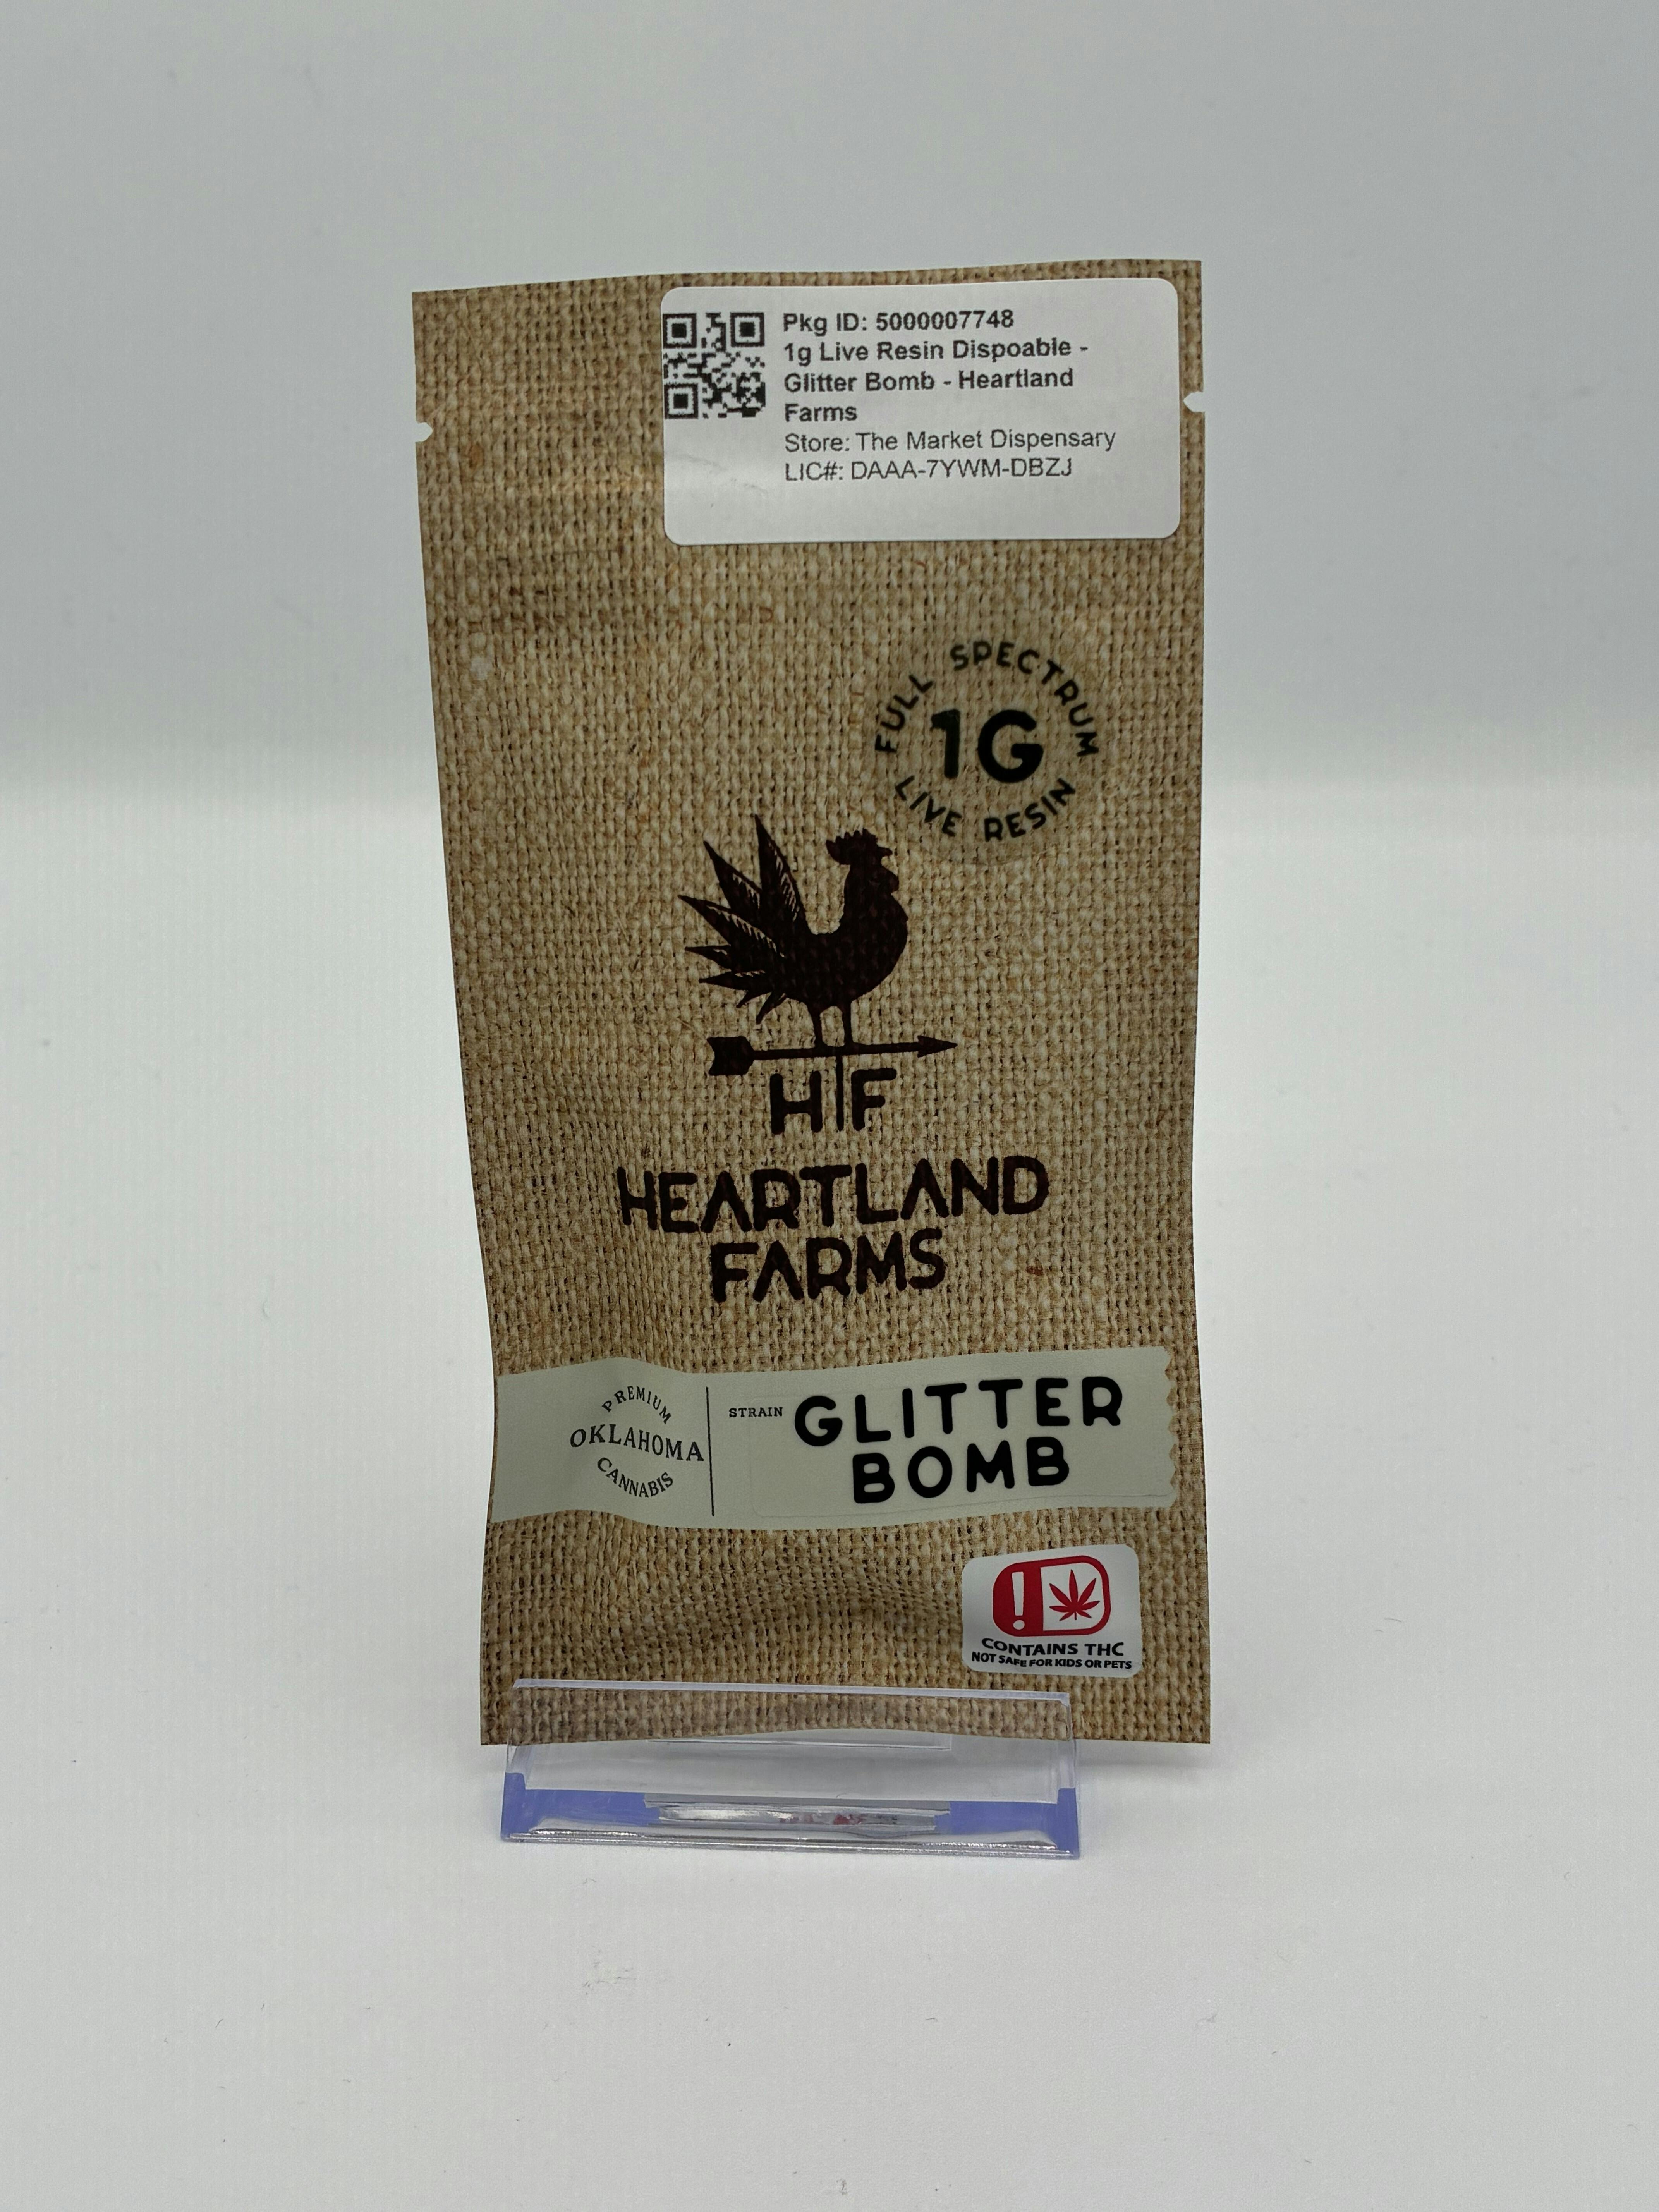 Pkg ID: 5000007748
1g Live Resin Dispoable -
Glitter Bomb - Heartland
Farms
Store: The Market Dispensary
LIC#: DAAA-7YWM-DBZJ
FULL SPECTRUM
1G
LIVE RESIN
H F
HEARTLAND
FARMS
PREMIUM
OKLAHOMA
CANNABIS
STRAIN
GLITTER
BOMB
!
CONTAINS THC
NOT SAFE FOR KIDS OR PETS